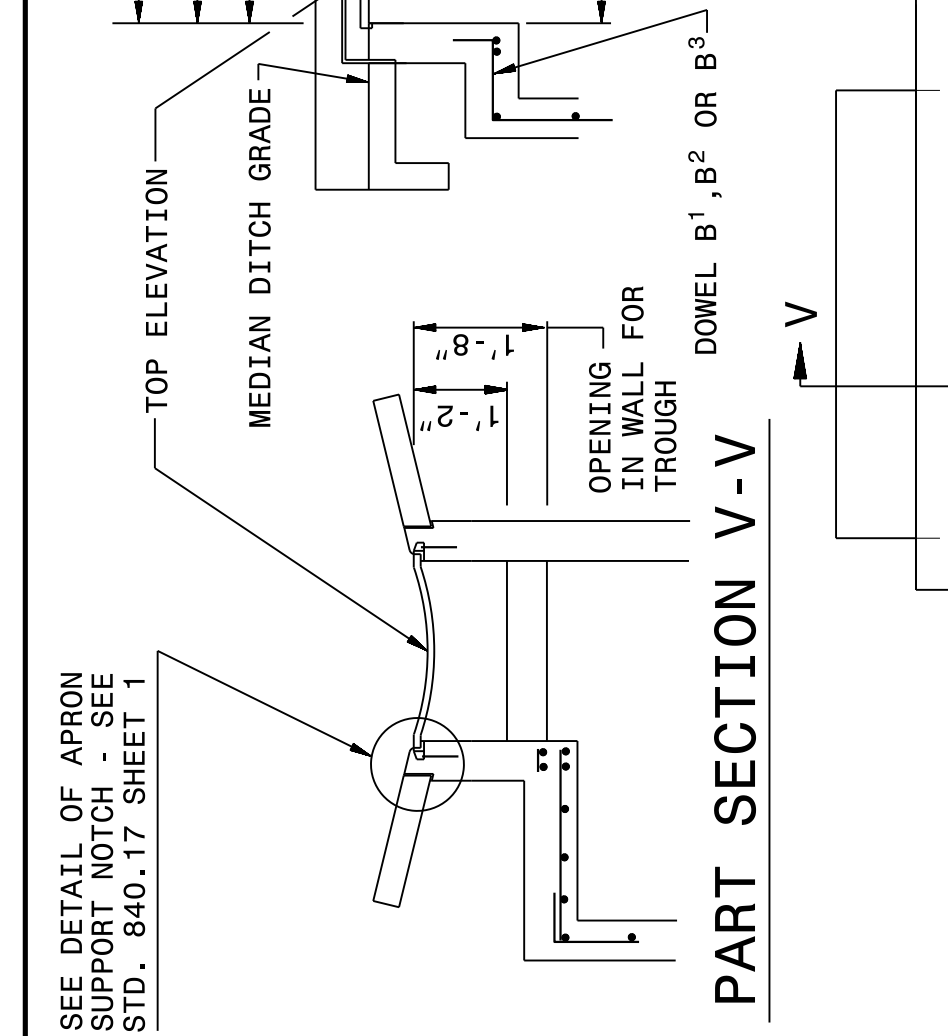 SEE DETAIL OF APRON
SUPPORT NOTCH - SEE
STD. 840.17 SHEET 1
TOP ELEVATION
MEDIAN DITCH GRADE
1'-8"
1'-2"
OPENING
IN WALL FOR
TROUGH
DOWEL B¹,B² OR B³
PART SECTION V-V
V